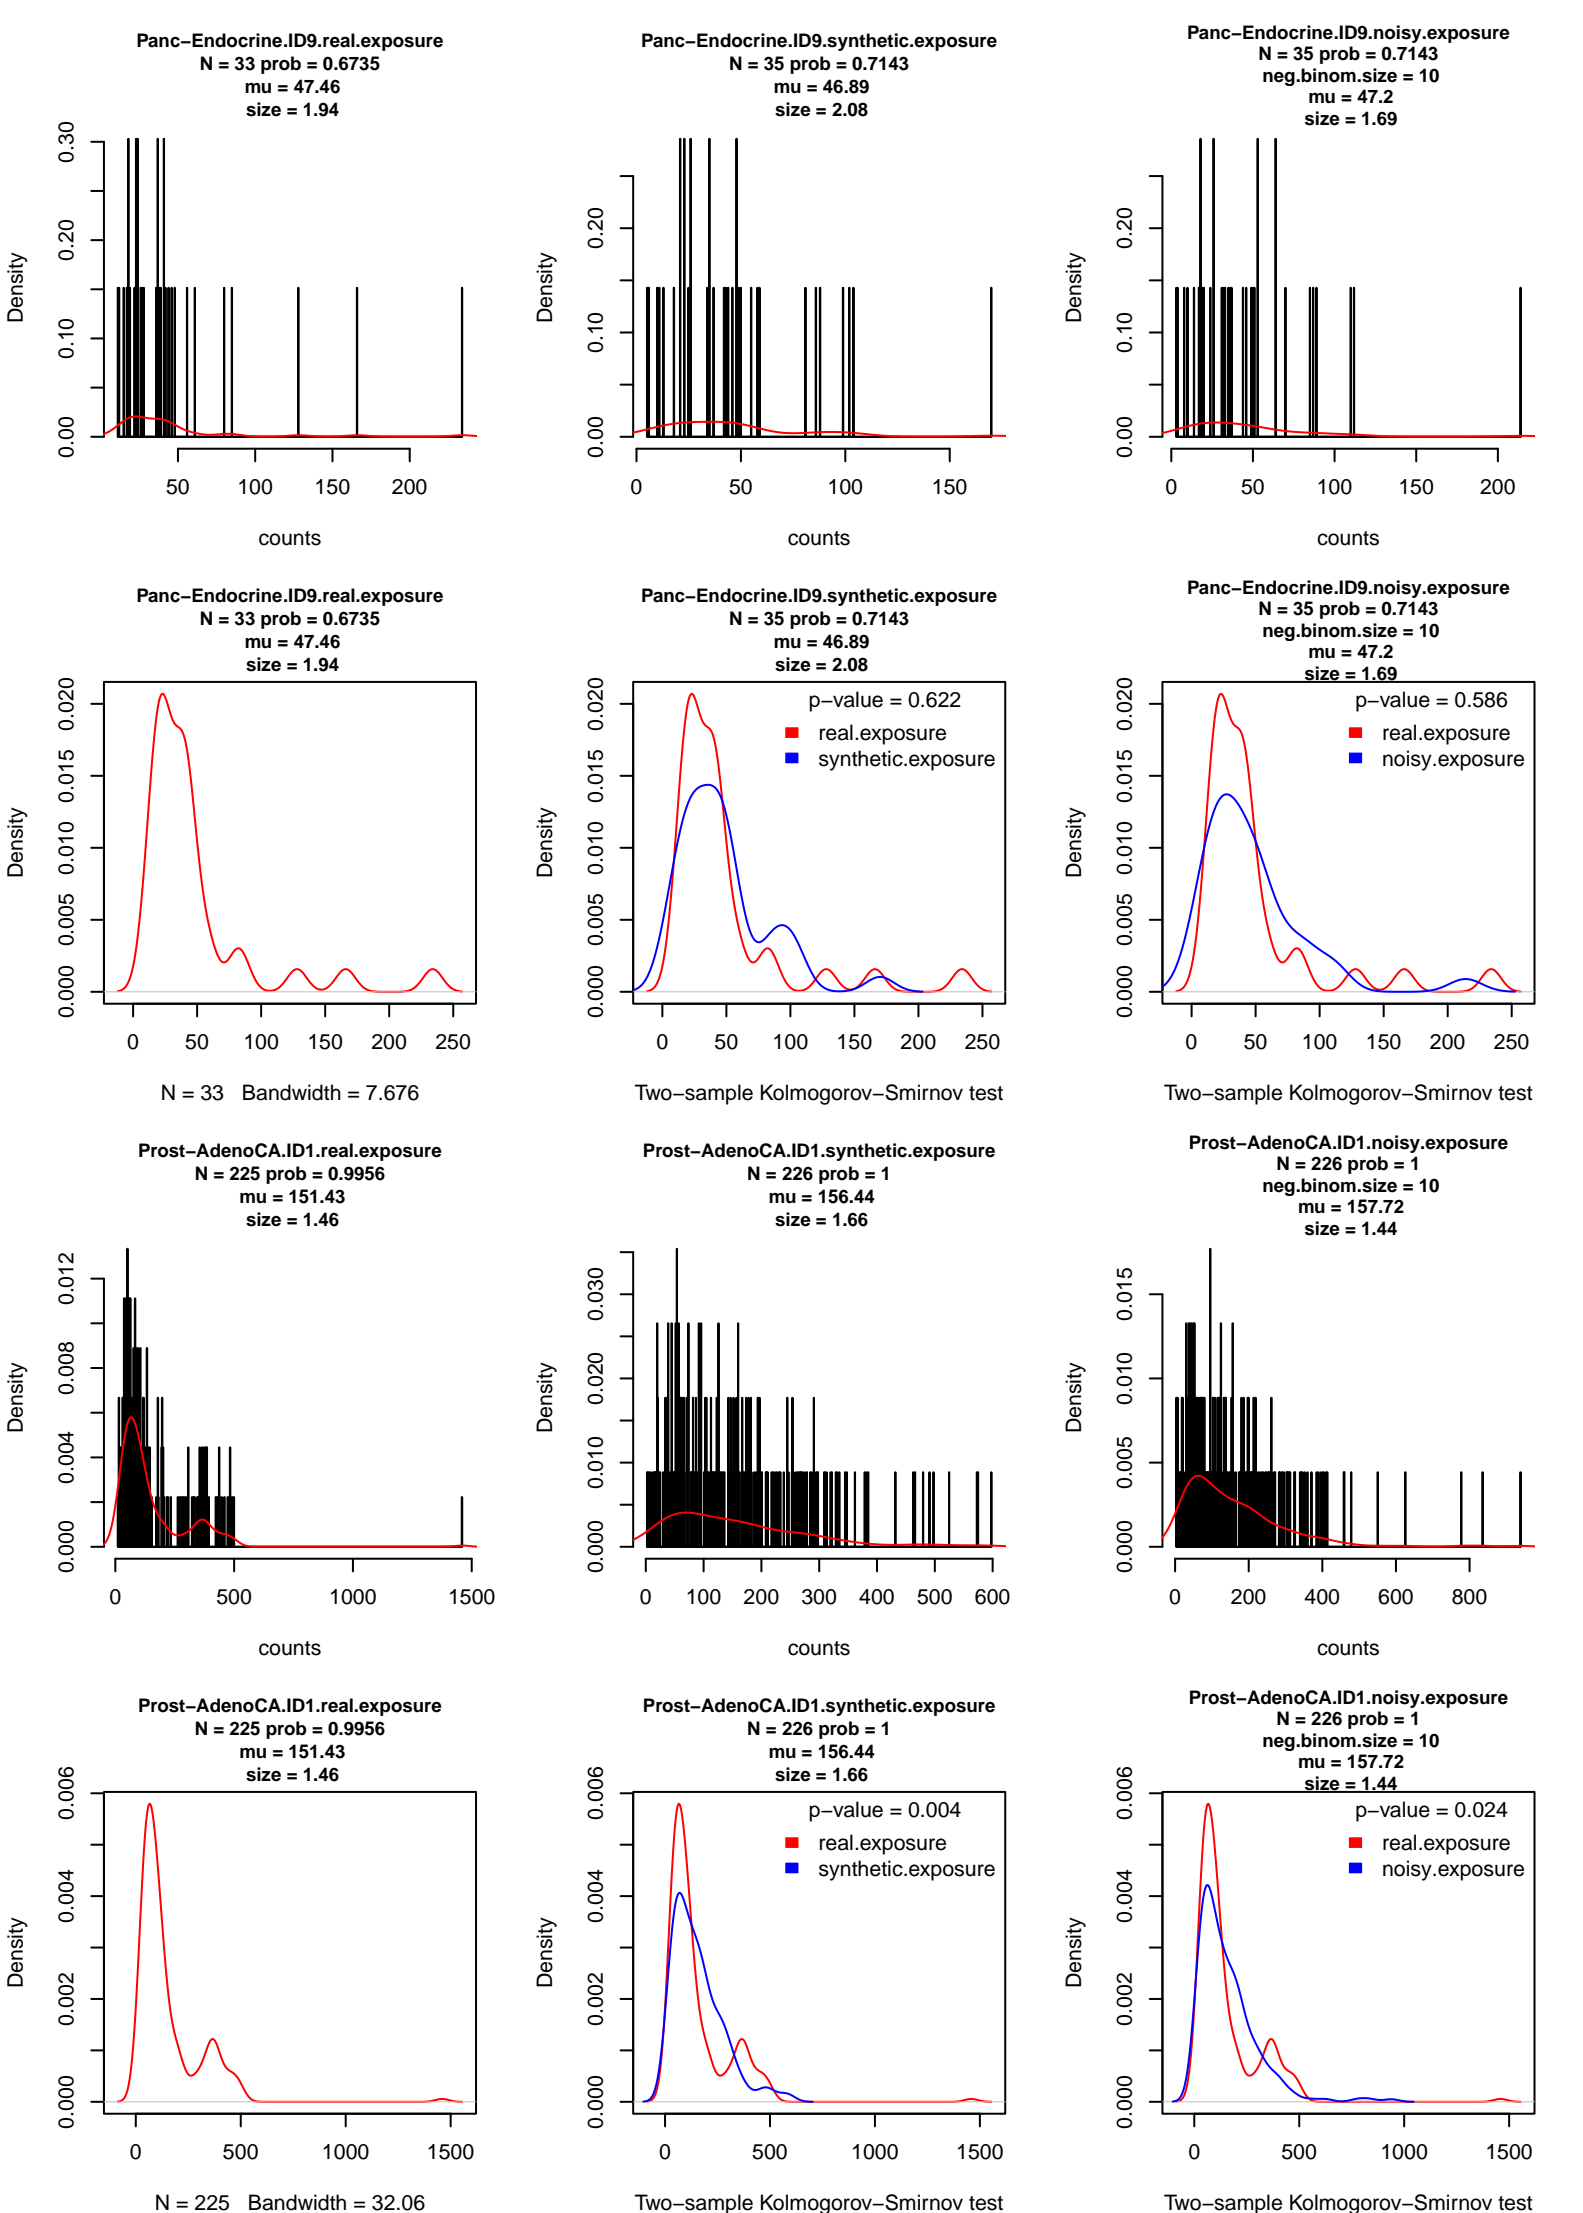 Panc−Endocrine.ID9.real.exposure
N = 33 prob = 0.6735
mu = 47.46
size = 1.94
Density
0.00 0.10 0.20 0.30
50 100 150 200
counts
Panc−Endocrine.ID9.synthetic.exposure
N = 35 prob = 0.7143
mu = 46.89
size = 2.08
Density
0.00 0.10 0.20
0 50 100 150
counts
Panc−Endocrine.ID9.noisy.exposure
N = 35 prob = 0.7143
neg.binom.size = 10
mu = 47.2
size = 1.69
Density
0.00 0.10 0.20
0 50 100 150 200
counts
Panc−Endocrine.ID9.real.exposure
N = 33 prob = 0.6735
mu = 47.46
size = 1.94
Density
0.000 0.005 0.010 0.015 0.020
0 50 100 150 200 250
N = 33 Bandwidth = 7.676
Panc−Endocrine.ID9.synthetic.exposure
N = 35 prob = 0.7143
mu = 46.89
size = 2.08
p−value = 0.622
real.exposure
synthetic.exposure
Density
0.000 0.005 0.010 0.015 0.020
0 50 100 150 200 250
Two−sample Kolmogorov−Smirnov test
Panc−Endocrine.ID9.noisy.exposure
N = 35 prob = 0.7143
neg.binom.size = 10
mu = 47.2
size = 1.69
p−value = 0.586
real.exposure
noisy.exposure
Density
0.000 0.005 0.010 0.015 0.020
0 50 100 150 200 250
Two−sample Kolmogorov−Smirnov test
Prost−AdenoCA.ID1.real.exposure
N = 225 prob = 0.9956
mu = 151.43
size = 1.46
Density
0.000 0.004 0.008 0.012
0 500 1000 1500
counts
Prost−AdenoCA.ID1.synthetic.exposure
N = 226 prob = 1
mu = 156.44
size = 1.66
Density
0.000 0.010 0.020 0.030
0 100 200 300 400 500 600
counts
Prost−AdenoCA.ID1.noisy.exposure
N = 226 prob = 1
neg.binom.size = 10
mu = 157.72
size = 1.44
Density
0.000 0.005 0.010 0.015
0 200 400 600 800
counts
Prost−AdenoCA.ID1.real.exposure
N = 225 prob = 0.9956
mu = 151.43
size = 1.46
Density
0.000 0.002 0.004 0.006
0 500 1000 1500
N = 225 Bandwidth = 32.06
Prost−AdenoCA.ID1.synthetic.exposure
N = 226 prob = 1
mu = 156.44
size = 1.66
p−value = 0.004
real.exposure
synthetic.exposure
Density
0.000 0.002 0.004 0.006
0 500 1000 1500
Two−sample Kolmogorov−Smirnov test
Prost−AdenoCA.ID1.noisy.exposure
N = 226 prob = 1
neg.binom.size = 10
mu = 157.72
size = 1.44
p−value = 0.024
real.exposure
noisy.exposure
Density
0.000 0.002 0.004 0.006
0 500 1000 1500
Two−sample Kolmogorov−Smirnov test